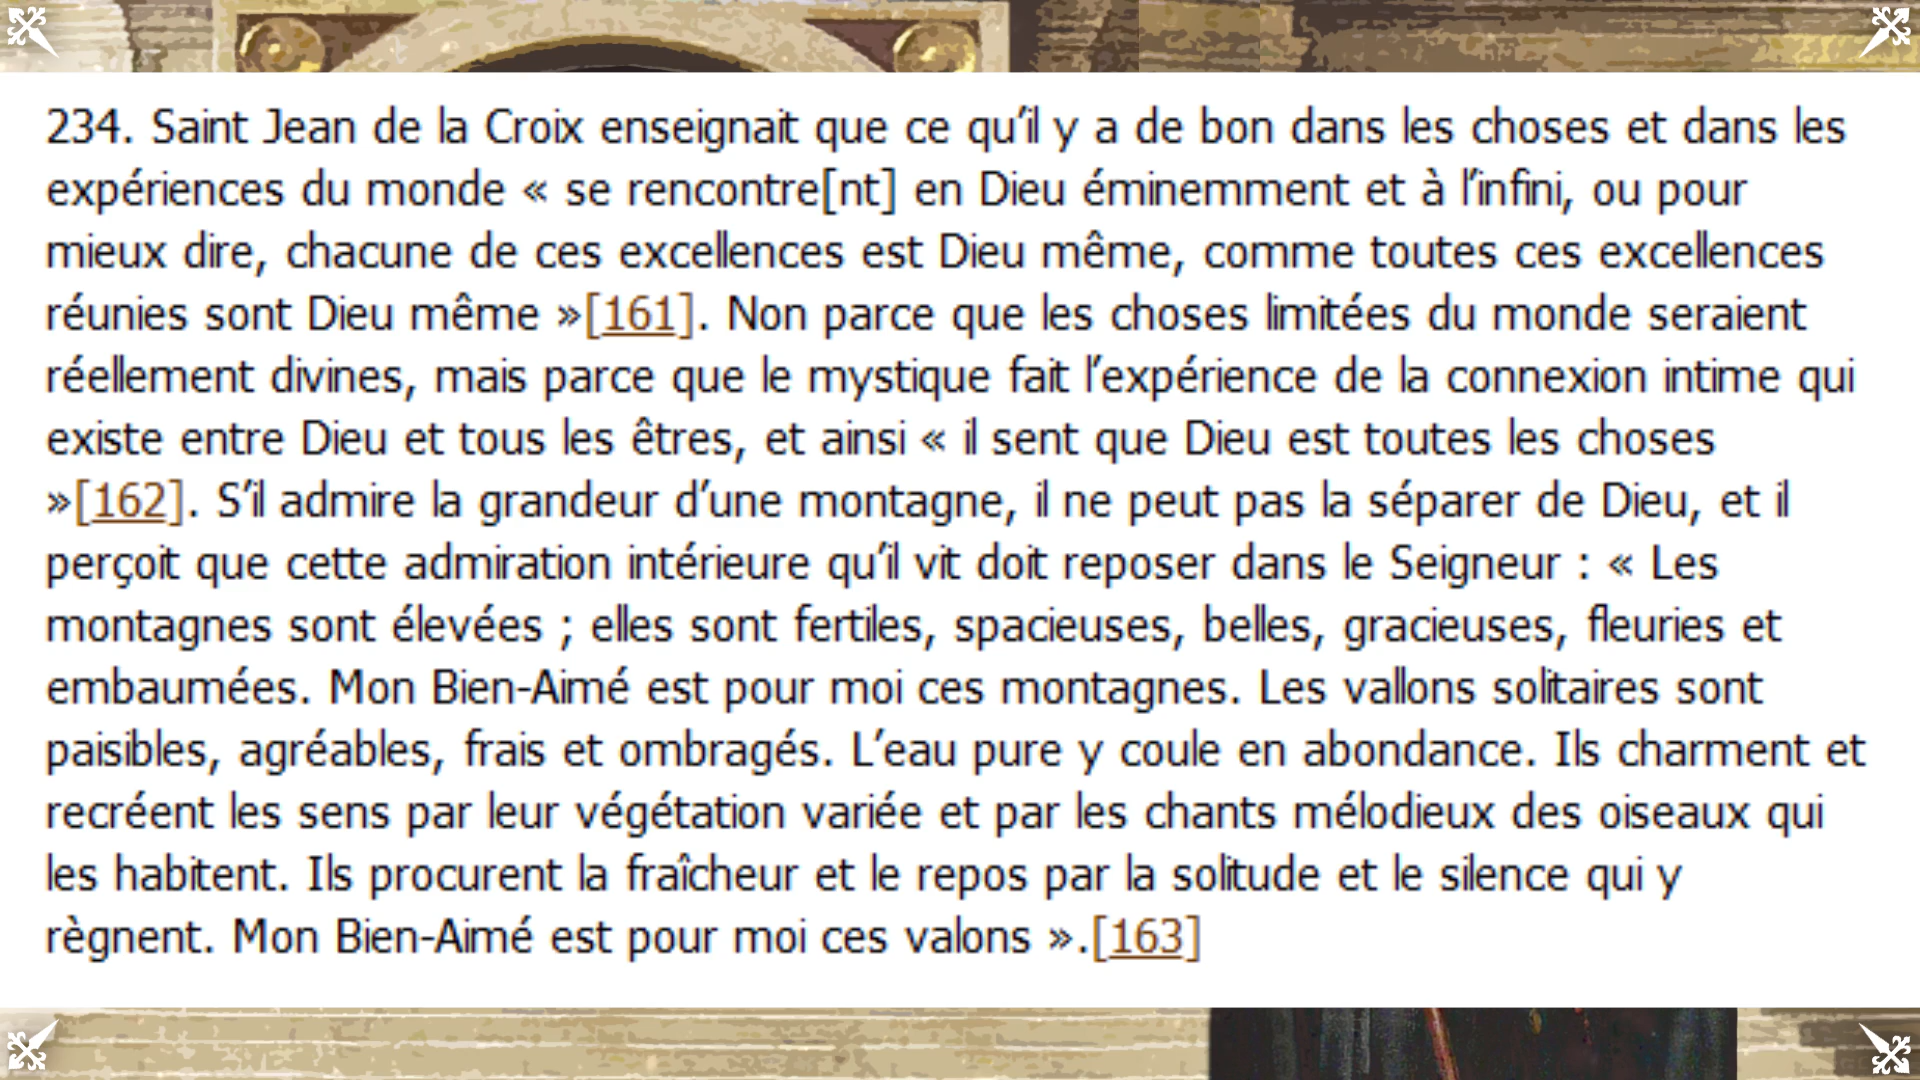 234. Saint Jean de la Croix enseignait que ce qu’il y a de bon dans les choses et dans les
expériences du monde « se rencontre[nt] en Dieu éminemment et à l’infini, ou pour
mieux dire, chacune de ces excellences est Dieu même, comme toutes ces excellences
réunies sont Dieu même »[161]. Non parce que les choses limitées du monde seraient
réellement divines, mais parce que le mystique fait l’expérience de la connexion intime qui
existe entre Dieu et tous les êtres, et ainsi « il sent que Dieu est toutes les choses
»[162]. S’il admire la grandeur d’une montagne, il ne peut pas la séparer de Dieu, et il
perçoit que cette admiration intérieure qu’il vit doit reposer dans le Seigneur : « Les
montagnes sont élevées ; elles sont fertiles, spacieuses, belles, gracieuses, fleuries et
embaumées. Mon Bien-Aimé est pour moi ces montagnes. Les vallons solitaires sont
paisibles, agréables, frais et ombragés. L’eau pure y coule en abondance. Ils charment et
recréent les sens par leur végétation variée et par les chants mélodieux des oiseaux qui
les habitent. Ils procurent la fraîcheur et le repos par la solitude et le silence qui y
règnent. Mon Bien-Aimé est pour moi ces valons ».[163]